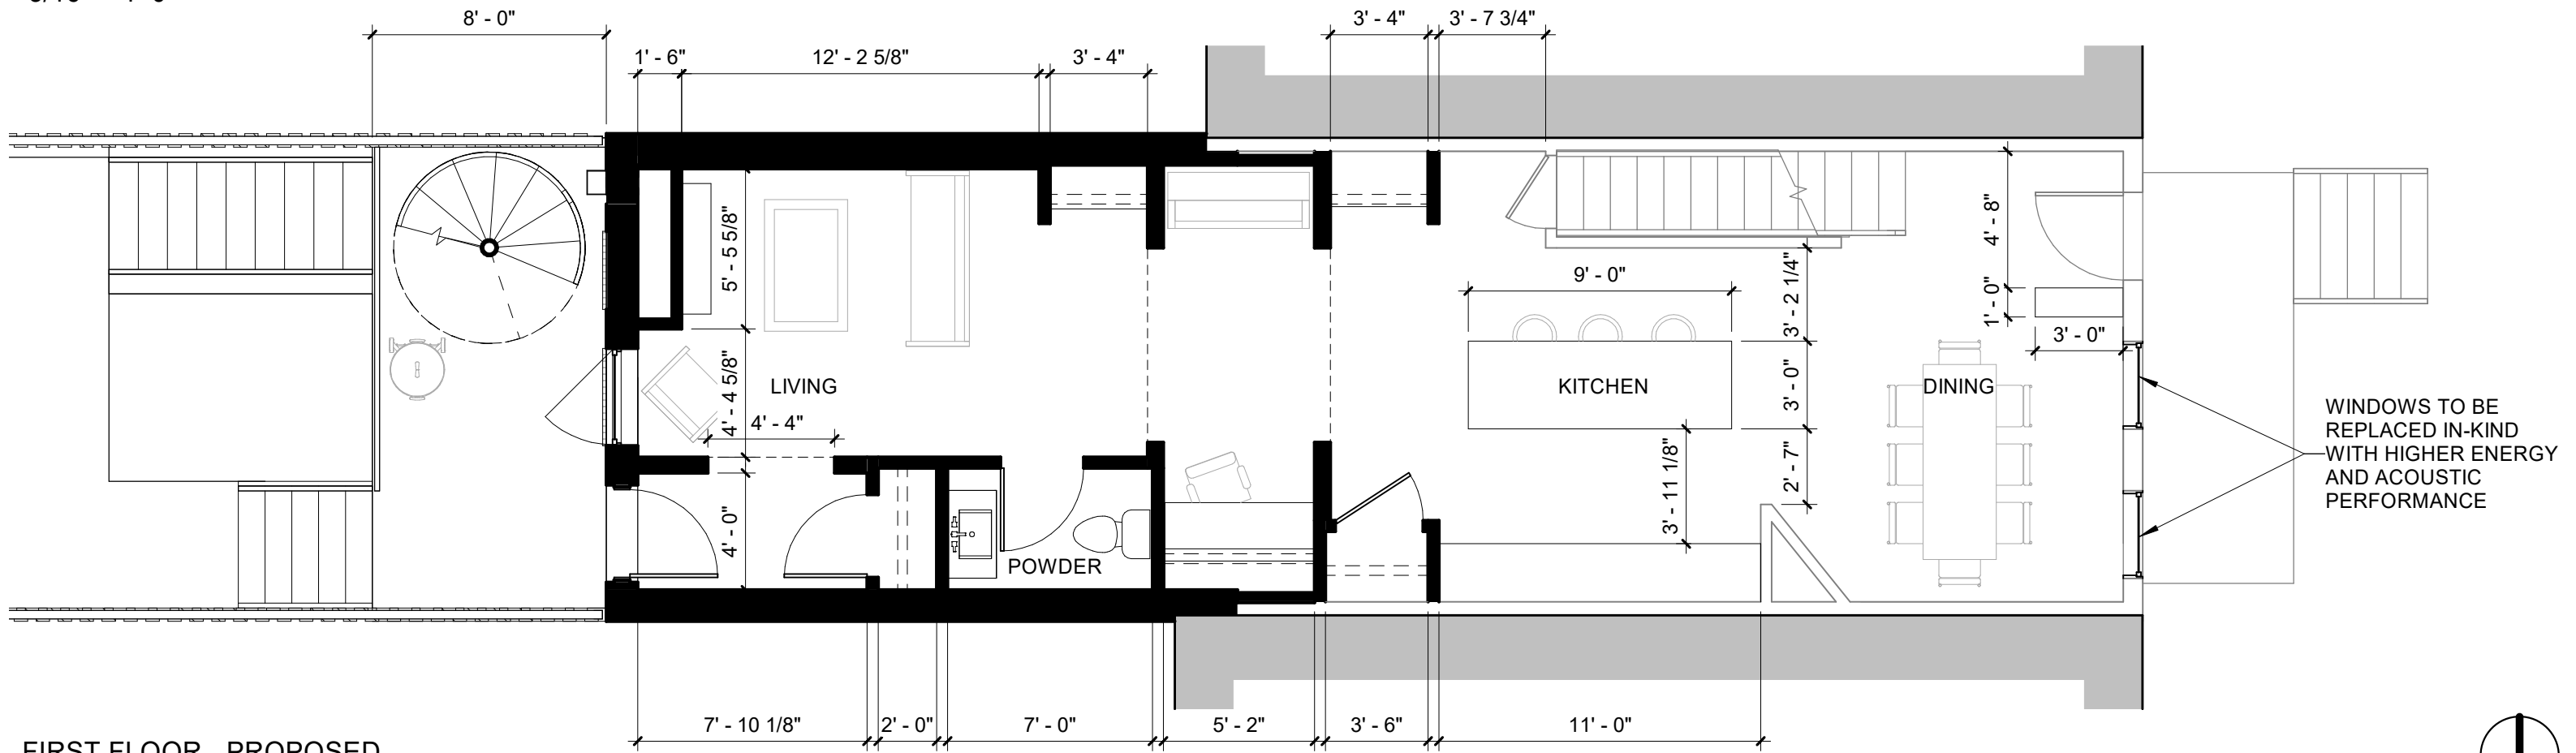 8' - 0"
3' - 4"
3' - 7 3/4"
1' - 6"
12' - 2 5/8"
3' - 4"
5' - 5 5/8"
4' - 8"
9' - 0"
3' - 2 1/4"
1' - 0"
3' - 0"
LIVING
KITCHEN
DINING
4' - 4 5/8"
4' - 4"
3' - 0"
WINDOWS TO BE
REPLACED IN-KIND
WITH HIGHER ENERGY
AND ACOUSTIC
PERFORMANCE
3' - 11 1/8"
2' - 7"
4' - 0"
POWDER
7' - 10 1/8"
2' - 0"
7' - 0"
5' - 2"
3' - 6"
11' - 0"
FIRST FLOOR - PROPOSED